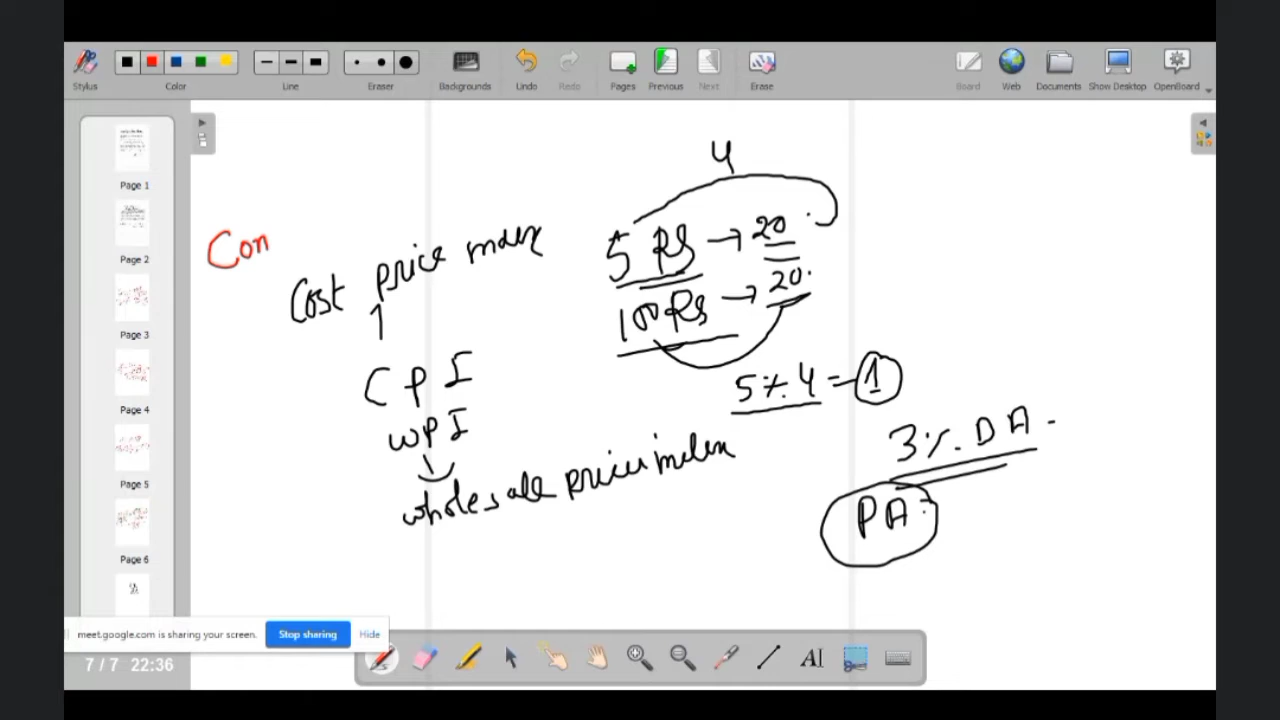 Stylus
Color
Line
Eraser
Backgrounds
Undo
Redo
Pages
Previous
Next
Erase
Board
Web
Documents
Show Desktop
OpenBoard
Page 1
Page 2
Page 3
Page 4
Page 5
Page 6
4
Con
Cost price index
5 RS → 20
100 Rs → 20
CPI
WPI
wholesale price index
5 % 4 = 1
3 % DA
PA
meet.google.com is sharing your screen.
Stop sharing
Hide
7 / 7 22:36
AI